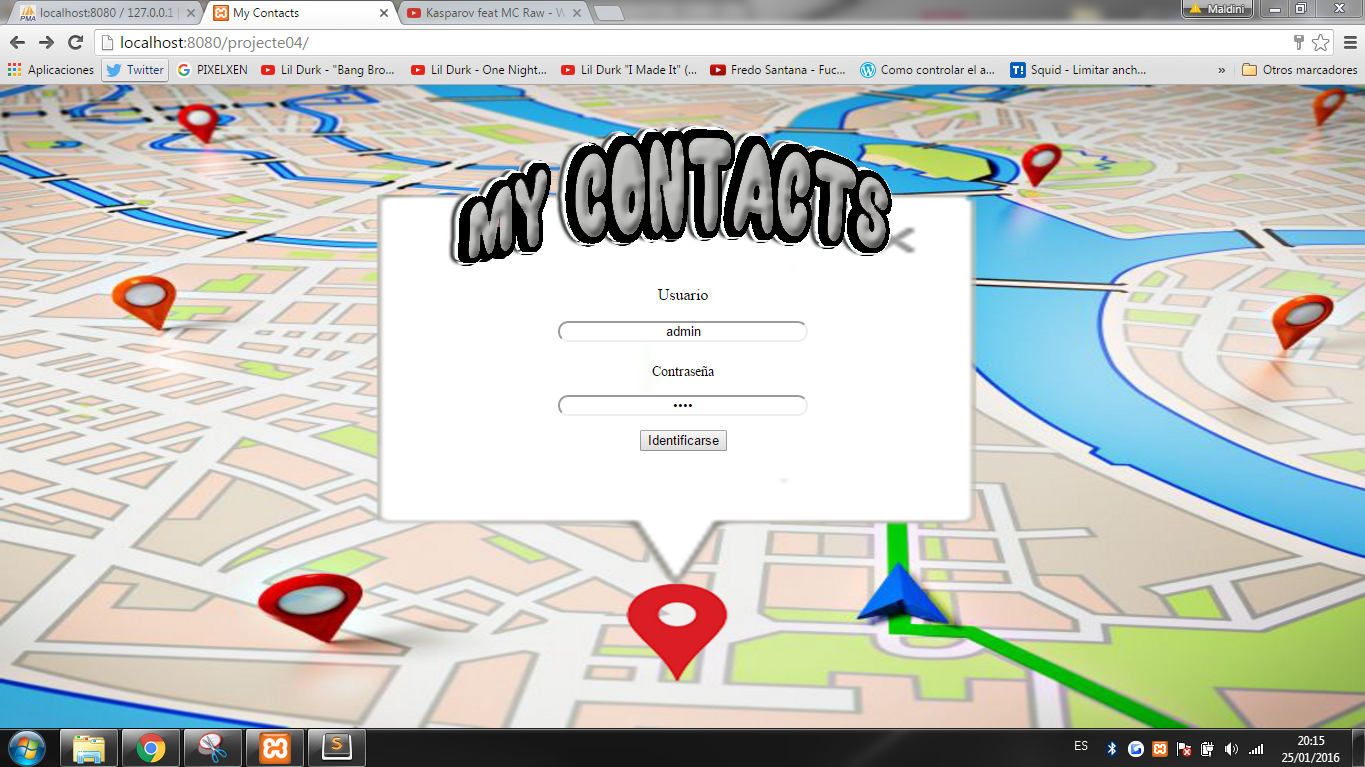 PMA
localhost:8080 / 127.0.0.1 |
My Contacts
Kasparov feat MC Raw - W
Maldini
localhost:8080/projecte04/
Aplicaciones
Twitter
PIXELXEN
Lil Durk - "Bang Bro...
Lil Durk - One Night...
Lil Durk "I Made It" (...
Fredo Santana - Fuc...
Como controlar el a...
T!
Squid - Limitar anch...
»
Otros marcadores
MY CONTACTS
Usuario
admin
Contraseña
••••
Identificarse
S
ES
20:15
25/01/2016